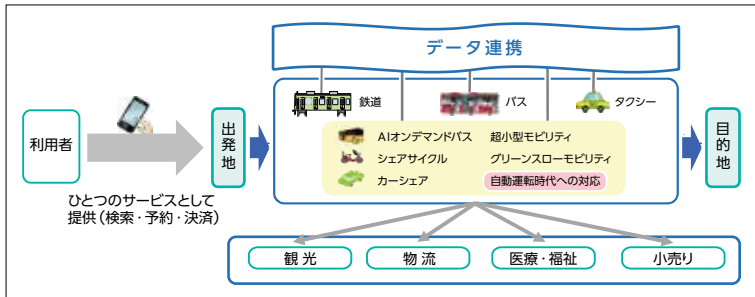 データ連携
鉄道
バス
タクシー
利用者
出発地
AIオンデマンドバス
超小型モビリティ
シェアサイクル
グリーンスローモビリティ
カーシェア
自動運転時代への対応
目的地
ひとつのサービスとして
提供(検索・予約・決済)
観光
物流
医療・福祉
小売り